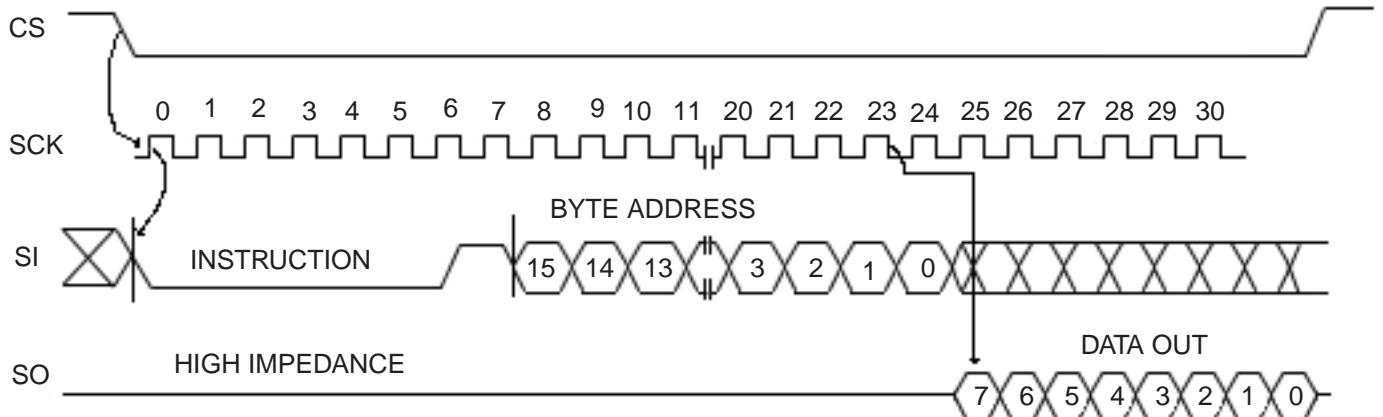 CS
0 1 2 3 4 5 6 7 8 9 10 11 20 21 22 23 24 25 26 27 28 29 30
SCK
BYTE ADDRESS
SI INSTRUCTION 15 14 13 3 2 1 0
DATA OUT
HIGH IMPEDANCE
SO 7 6 5 4 3 2 1 0